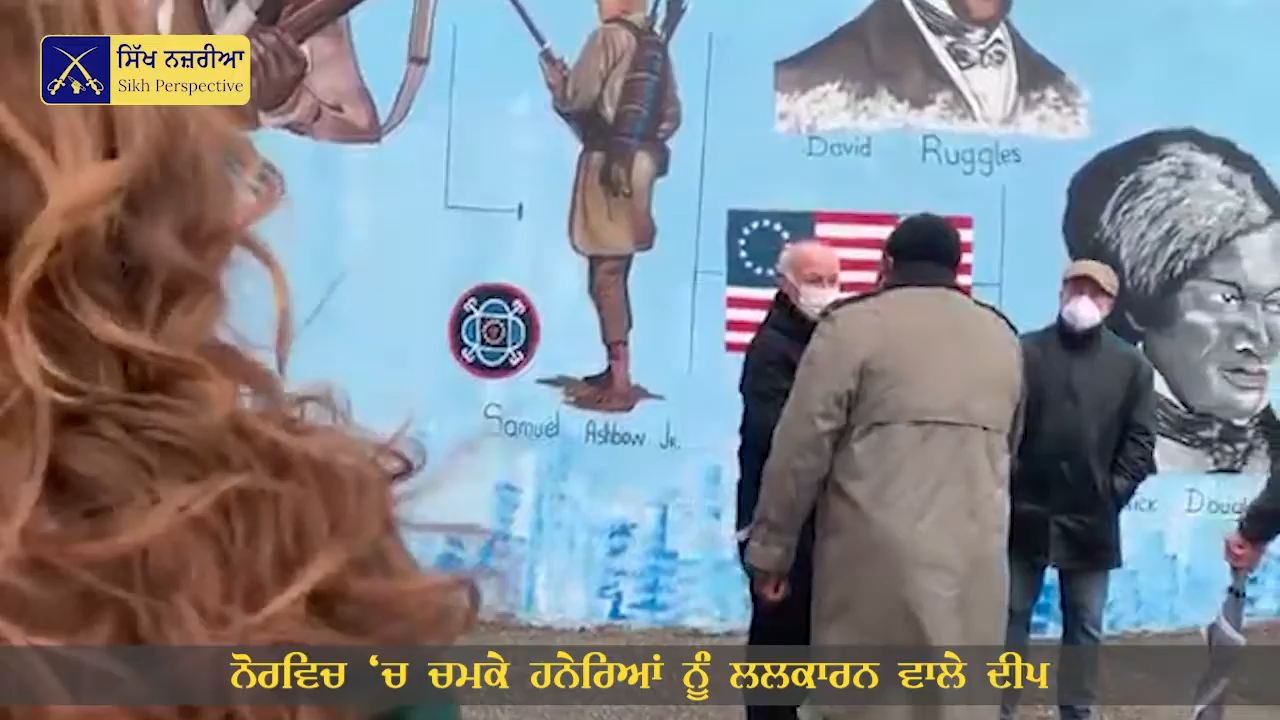 ਸਿੱਖ ਨਜ਼ਰੀਆ
Sikh Perspective
David Ruggles
Samuel Ashbow Jr.
ਨੋਰਵਿਚ ‘ਚ ਚਮਕੇ ਹਨੇਰਿਆਂ ਨੂੰ ਲਲਕਾਰਨ ਵਾਲੇ ਦੀਪ